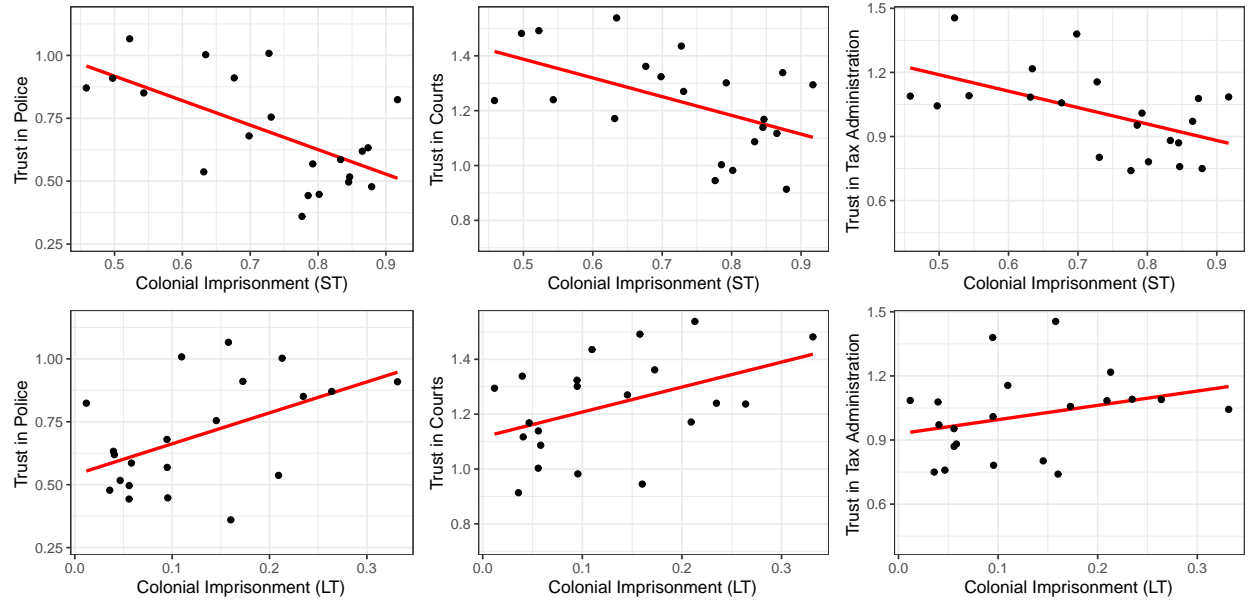 Trust in Police
1.00
0.75
0.50
0.25
0.5 0.6 0.7 0.8 0.9
Colonial Imprisonment (ST)
Trust in Courts
1.4
1.2
1.0
0.8
0.5 0.6 0.7 0.8 0.9
Colonial Imprisonment (ST)
Trust in Tax Administration
1.5
1.2
0.9
0.6
0.5 0.6 0.7 0.8 0.9
Colonial Imprisonment (ST)
Trust in Police
1.00
0.75
0.50
0.25
0.0 0.1 0.2 0.3
Colonial Imprisonment (LT)
Trust in Courts
1.4
1.2
1.0
0.8
0.0 0.1 0.2 0.3
Colonial Imprisonment (LT)
Trust in Tax Administration
1.5
1.2
0.9
0.6
0.0 0.1 0.2 0.3
Colonial Imprisonment (LT)